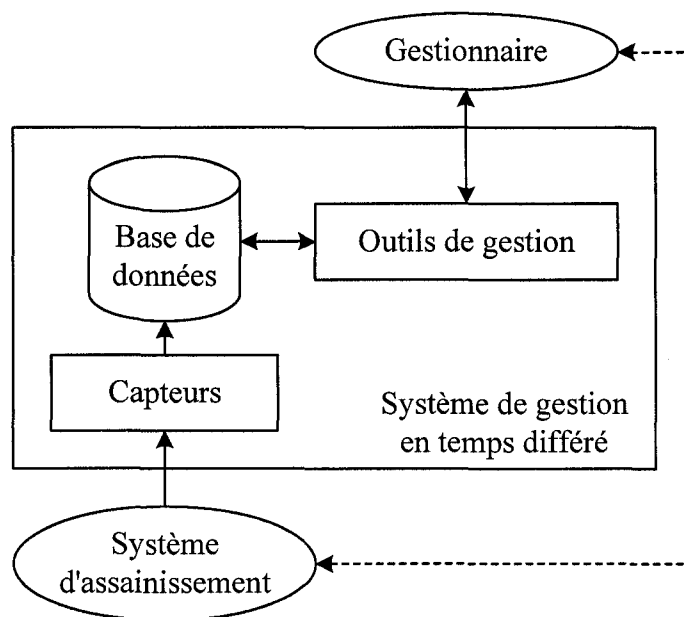 Gestionnaire
Base de
données
Outils de gestion
Capteurs
Système de gestion
en temps différé
Système
d'assainissement